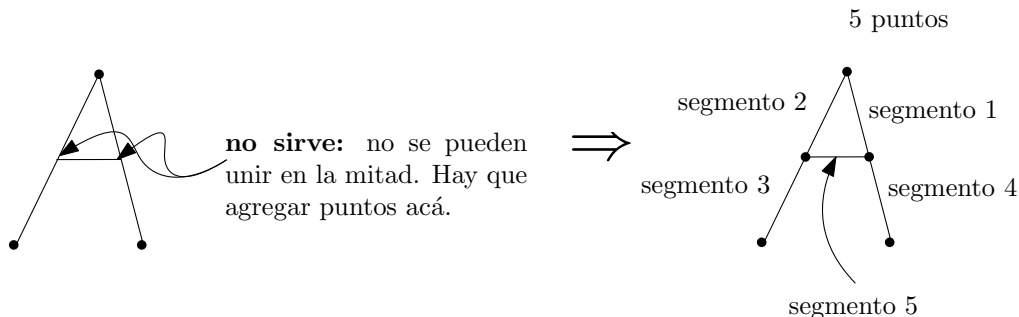 5 puntos
segmento 2
segmento 1
no sirve: no se pueden
unir en la mitad. Hay que
agregar puntos acá.
⇒
segmento 3
segmento 4
segmento 5